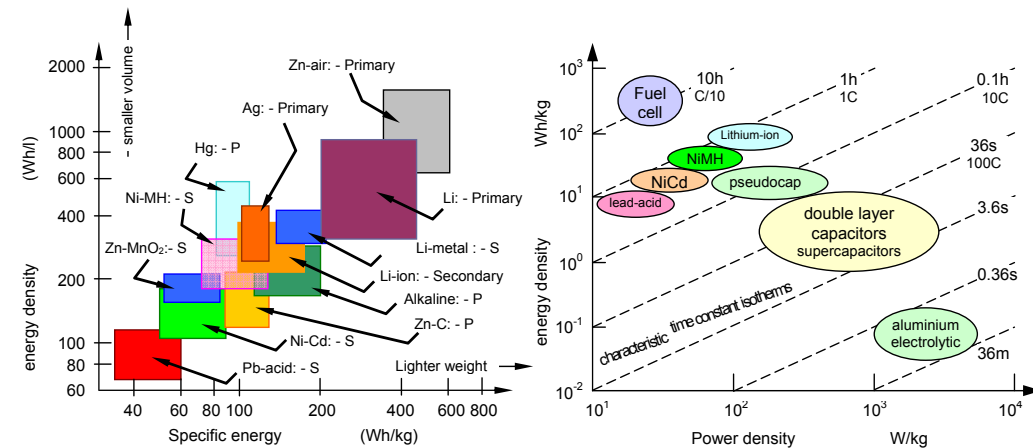 smaller volume
2000
1000
800
600
400
200
100
80
60
(Wh/l)
energy density
40
60
80
100
200
400
600
800
Specific energy
(Wh/kg)
Lighter weight
Zn-air: - Primary
Ag: - Primary
Hg: - P
Ni-MH: - S
Zn-MnO₂:- S
Li: - Primary
Li-metal : - S
Li-ion: - Secondary
Alkaline: - P
Zn-C: - P
Ni-Cd: - S
Pb-acid: - S
10³
10²
10¹
10⁰
10⁻¹
10⁻²
Wh/kg
energy density
10¹
10²
10³
10⁴
Power density
W/kg
10h
C/10
1h
1C
0.1h
10C
36s
100C
3.6s
0.36s
36m
Fuel
cell
Lithium-ion
NiMH
NiCd
lead-acid
pseudocap
double layer
capacitors
supercapacitors
aluminium
electrolytic
characteristic time constant isotherms